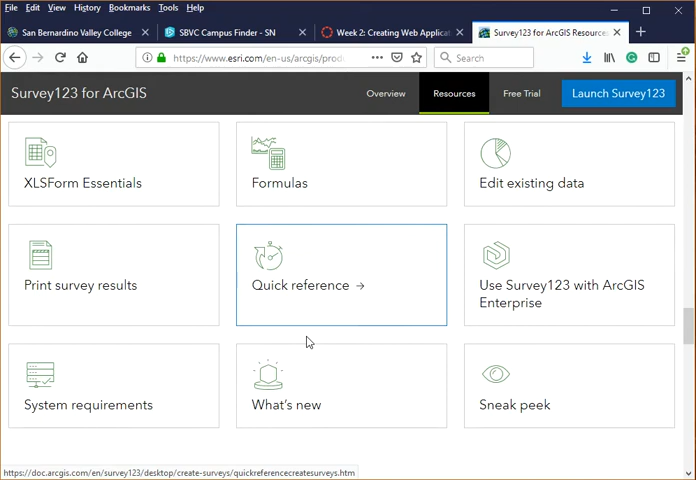 File Edit View History Bookmarks Tools Help
San Bernardino Valley College
SBVC Campus Finder - SN
Week 2: Creating Web Applicat
Survey123 for ArcGIS Resources
https://www.esri.com/en-us/arcgis/produ
Search
Survey123 for ArcGIS
Overview
Resources
Free Trial
Launch Survey123
XLSForm Essentials
Formulas
Edit existing data
Print survey results
Quick reference →
Use Survey123 with ArcGIS
Enterprise
System requirements
What's new
Sneak peek
https://doc.arcgis.com/en/survey123/desktop/create-surveys/quickreferencecreatesurveys.htm